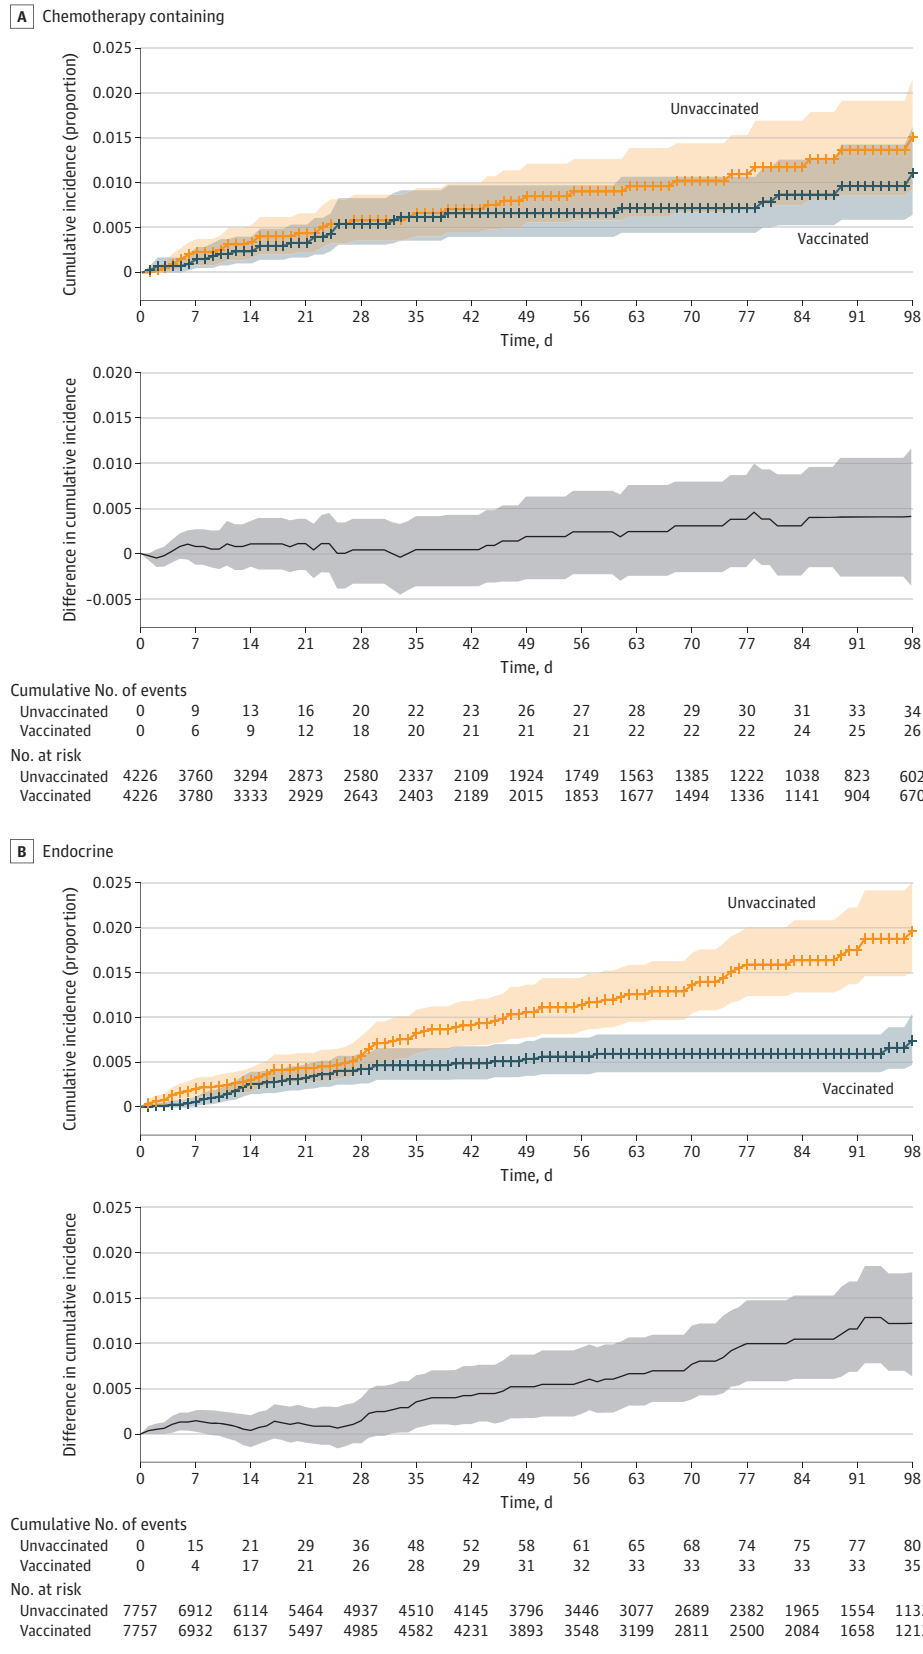 A Chemotherapy containing
Cumulative incidence (proportion)
0.025
0.020
0.015
0.010
0.005
0
Unvaccinated
Vaccinated
0 7 14 21 28 35 42 49 56 63 70 77 84 91 98
Time, d
Difference in cumulative incidence
0.020
0.015
0.010
0.005
0
-0.005
0 7 14 21 28 35 42 49 56 63 70 77 84 91 98
Time, d
Cumulative No. of events
Unvaccinated 0 9 13 16 20 22 23 26 27 28 29 30 31 33 34
Vaccinated 0 6 9 12 18 20 21 21 21 22 22 22 24 25 26
No. at risk
Unvaccinated 4226 3760 3294 2873 2580 2337 2109 1924 1749 1563 1385 1222 1038 823 602
Vaccinated 4226 3780 3333 2929 2643 2403 2189 2015 1853 1677 1494 1336 1141 904 670
B Endocrine
Cumulative incidence (proportion)
0.025
0.020
0.015
0.010
0.005
0
Unvaccinated
Vaccinated
0 7 14 21 28 35 42 49 56 63 70 77 84 91 98
Time, d
Difference in cumulative incidence
0.025
0.020
0.015
0.010
0.005
0
0 7 14 21 28 35 42 49 56 63 70 77 84 91 98
Time, d
Cumulative No. of events
Unvaccinated 0 15 21 29 36 48 52 58 61 65 68 74 75 77 80
Vaccinated 0 4 17 21 26 28 29 31 32 33 33 33 33 33 35
No. at risk
Unvaccinated 7757 6912 6114 5464 4937 4510 4145 3796 3446 3077 2689 2382 1965 1554
Vaccinated 7757 6932 6137 5497 4985 4582 4231 3893 3548 3199 2811 2500 2084 1658